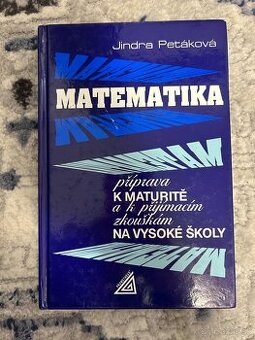 Jindra Petáková
MATEMATIKA
příprava
K MATURITĚ
a k přijímacím
zkouškám
NA VYSOKÉ ŠKOLY